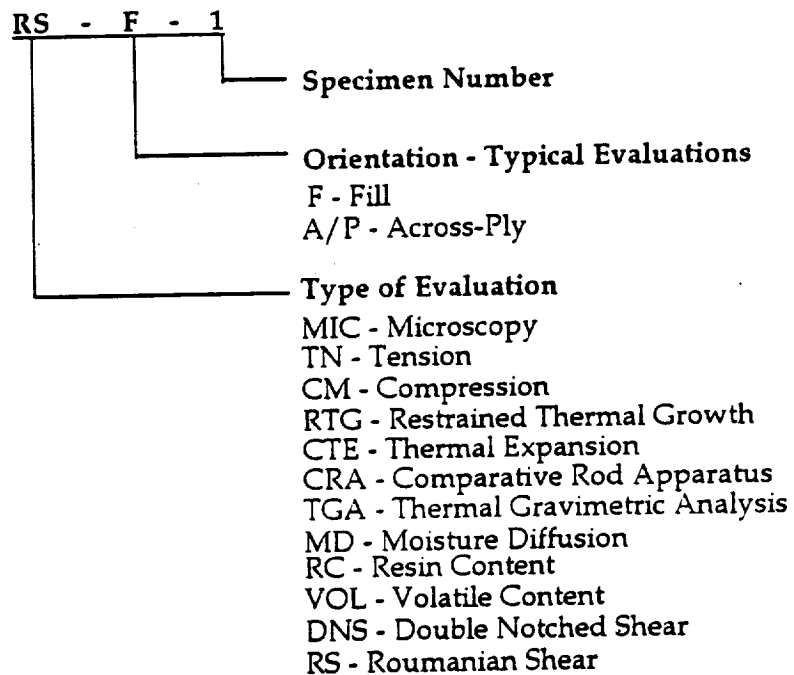 RS - F - 1
Specimen Number
Orientation - Typical Evaluations
F - Fill
A/P - Across-Ply
Type of Evaluation
MIC - Microscopy
TN - Tension
CM - Compression
RTG - Restrained Thermal Growth
CTE - Thermal Expansion
CRA - Comparative Rod Apparatus
TGA - Thermal Gravimetric Analysis
MD - Moisture Diffusion
RC - Resin Content
VOL - Volatile Content
DNS - Double Notched Shear
RS - Roumanian Shear